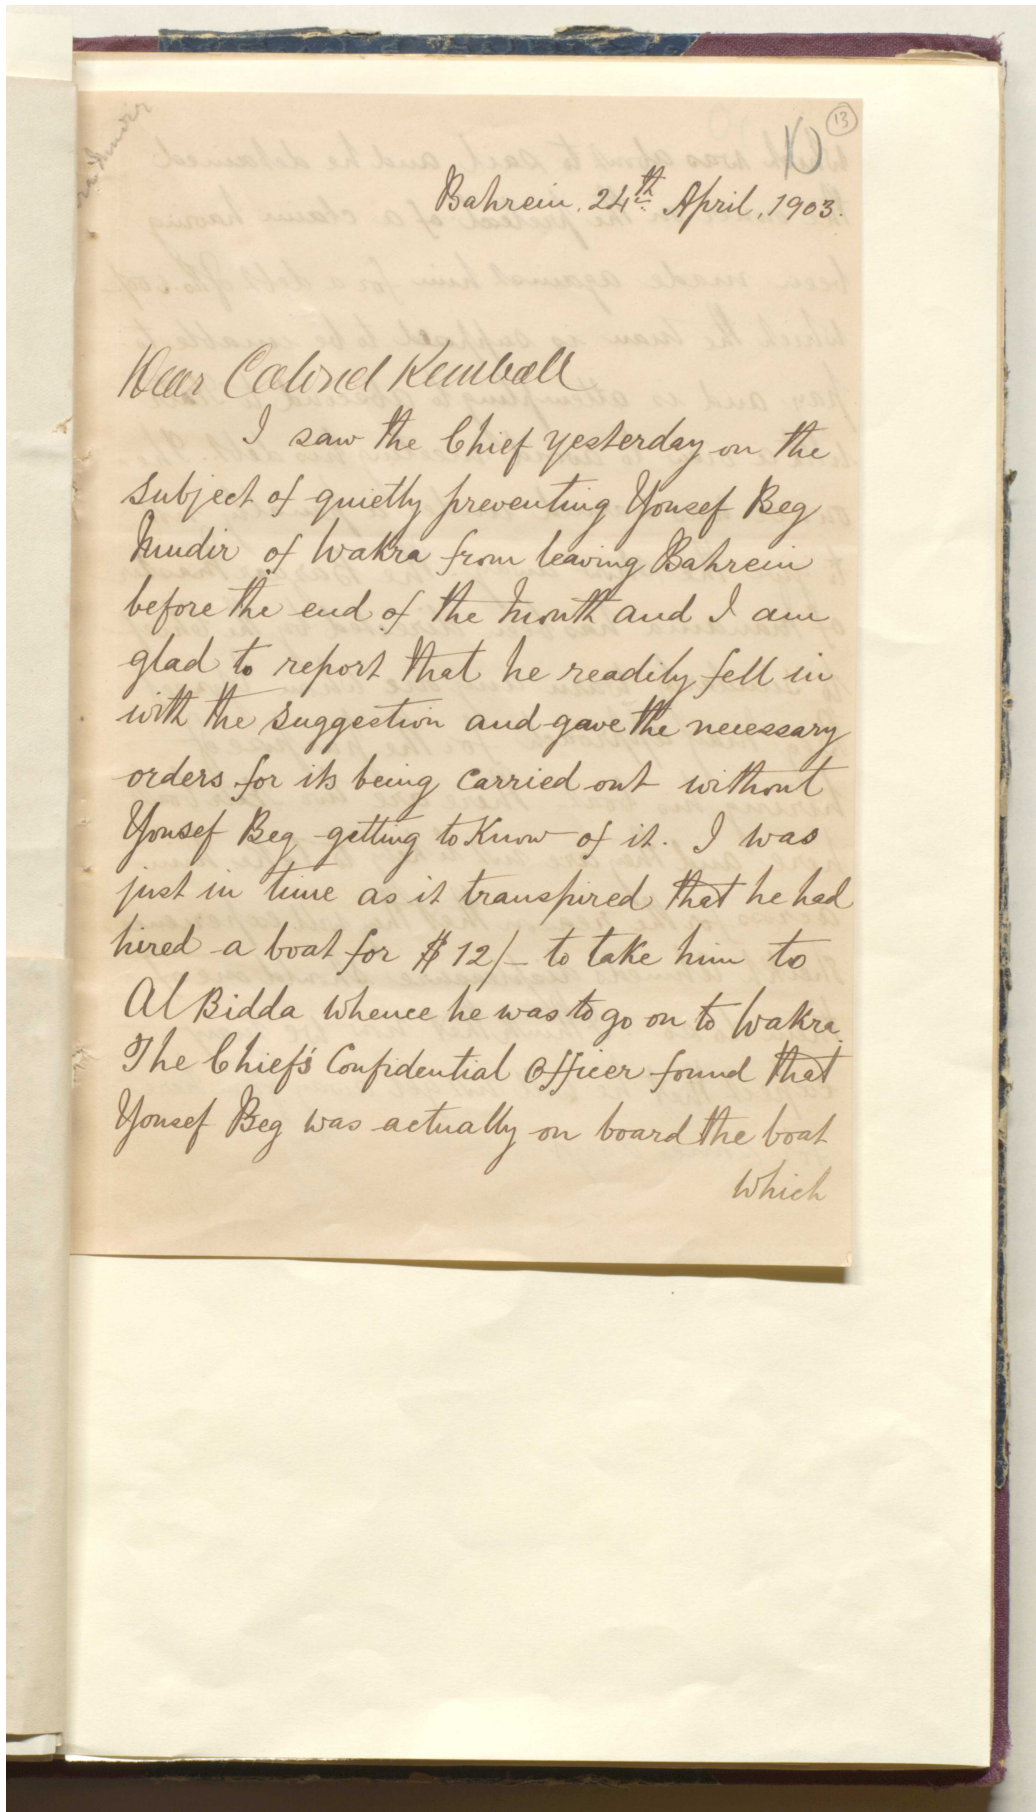 13
Bahrein, 24th April, 1903.
Dear Colonel Kemball
I saw the Chief yesterday on the
subject of quietly preventing Yousef Beg
Mudir of Wakra from leaving Bahrein
before the end of the month and I am
glad to report that he readily fell in
with the suggestion and gave the necessary
orders for its being carried out without
Yousef Beg getting to know of it. I was
just in time as it transpired that he had
hired a boat for $12/- to take him to
Al Bidda whence he was to go on to Wakra.
The Chief's Confidential Officer found that
Yousef Beg was actually on board the boat
which